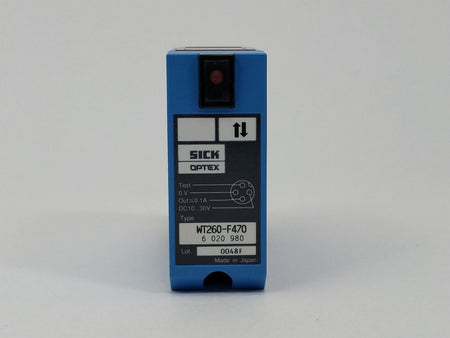 SICK
OPTEX
Test
0 V
Out≤0.1A
DC10...30V
Type
WT260-F470
6 020 980
Lot. 0048F
Made in Japan